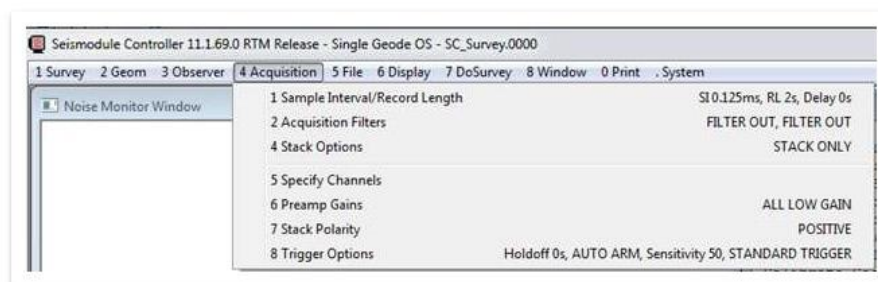 Seismodule Controller 11.1.69.0 RTM Release - Single Geode OS - SC_Survey.0000
1 Survey 2 Geom 3 Observer 4 Acquisition 5 File 6 Display 7 DoSurvey 8 Window 0 Print . System
Noise Monitor Window
1 Sample Interval/Record Length SI 0.125ms, RL 2s, Delay 0s
2 Acquisition Filters FILTER OUT, FILTER OUT
4 Stack Options STACK ONLY
5 Specify Channels
6 Preamp Gains ALL LOW GAIN
7 Stack Polarity POSITIVE
8 Trigger Options Holdoff 0s, AUTO ARM, Sensitivity 50, STANDARD TRIGGER